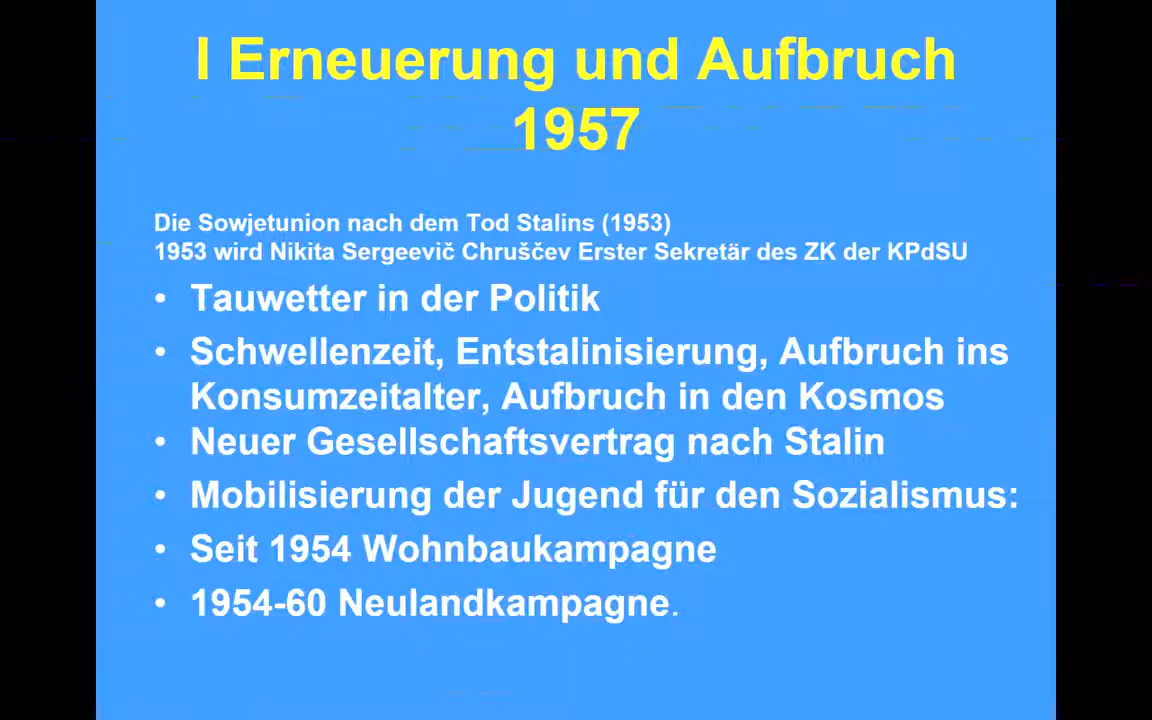 I Erneuerung und Aufbruch
1957
Die Sowjetunion nach dem Tod Stalins (1953)
1953 wird Nikita Sergeevič Chruščev Erster Sekretär des ZK der KPdSU
• Tauwetter in der Politik
• Schwellenzeit, Entstalinisierung, Aufbruch ins
Konsumzeitalter, Aufbruch in den Kosmos
• Neuer Gesellschaftsvertrag nach Stalin
• Mobilisierung der Jugend für den Sozialismus:
• Seit 1954 Wohnbaukampagne
• 1954-60 Neulandkampagne.